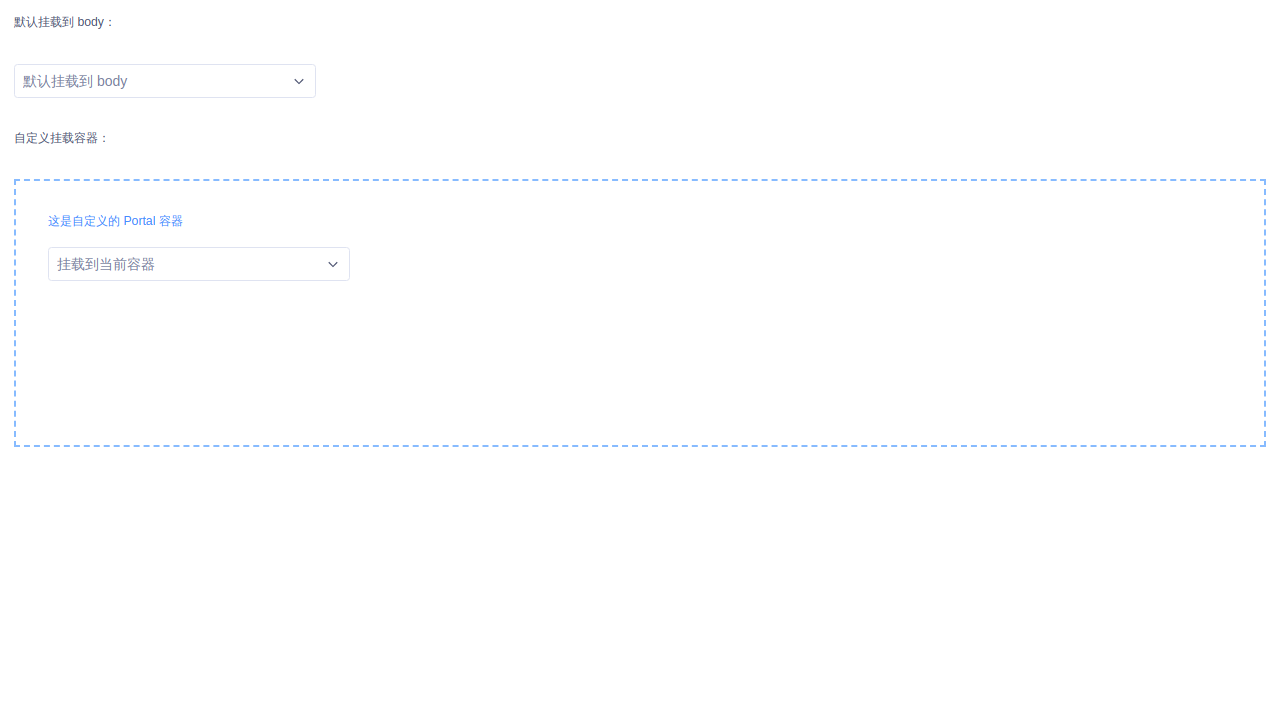 默认挂载到 body：
默认挂载到 body
自定义挂载容器：
这是自定义的 Portal 容器
挂载到当前容器